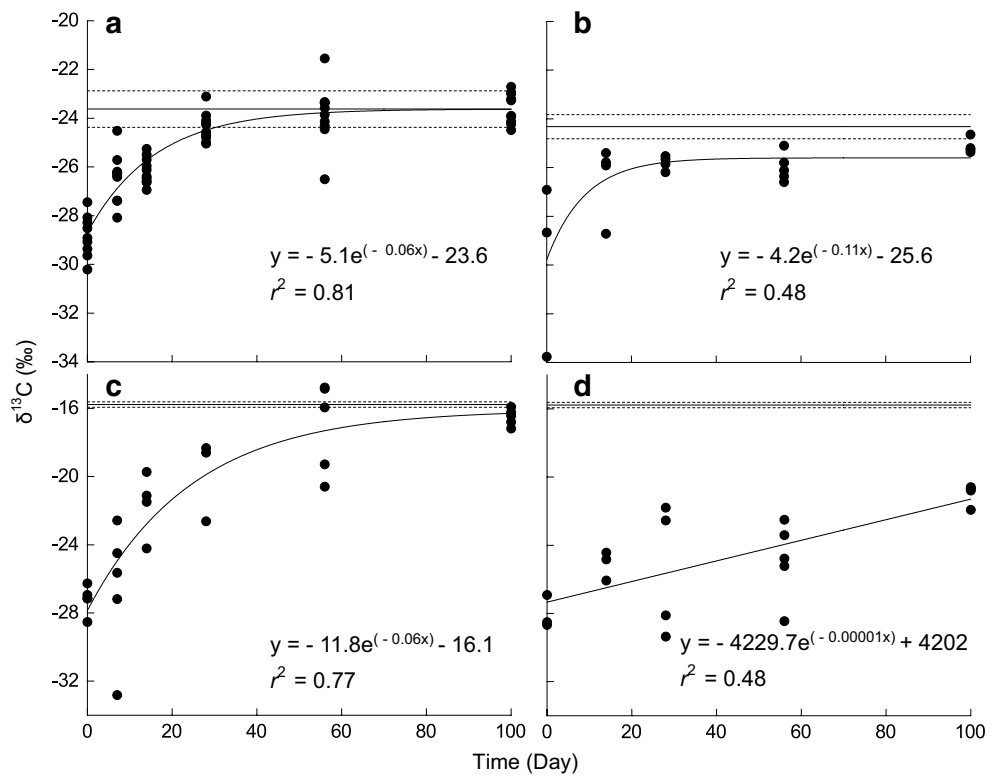 a
b
-20
-22
-24
-26
-28
-30
-32
-34
y = - 5.1e^( - 0.06x) - 23.6
r² = 0.81
y = - 4.2e^( - 0.11x) - 25.6
r² = 0.48
δ¹³C (‰)
c
d
-16
-20
-24
-28
-32
y = - 11.8e^( - 0.06x) - 16.1
r² = 0.77
y = - 4229.7e^( - 0.00001x) + 4202
r² = 0.48
0 20 40 60 80 100
0 20 40 60 80 100
Time (Day)